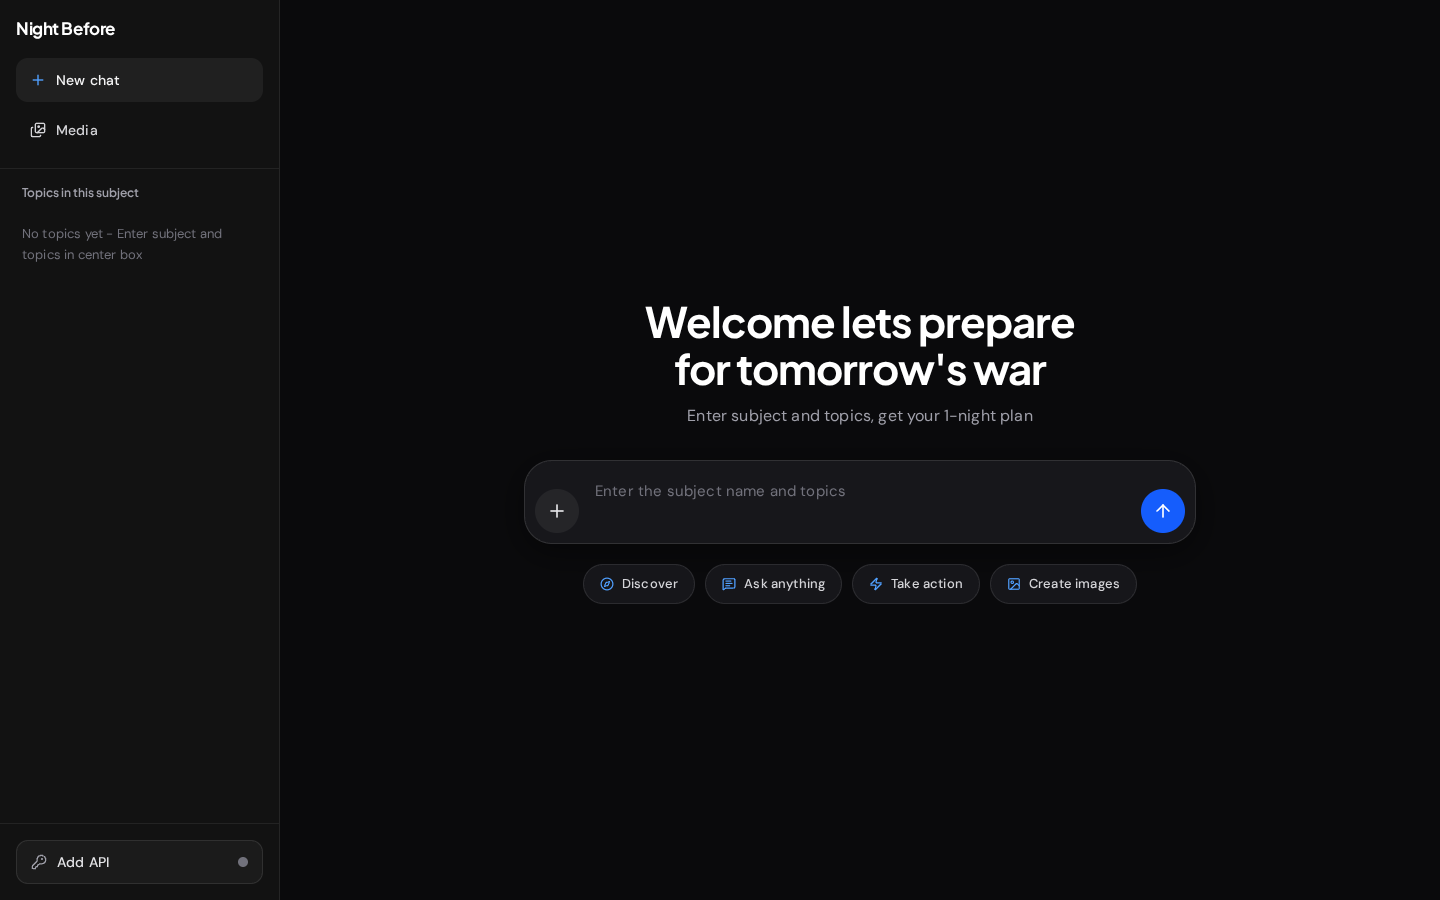 Night Before
New chat
Media
Topics in this subject
No topics yet - Enter subject and
topics in center box
Welcome lets prepare
for tomorrow's war
Enter subject and topics, get your 1-night plan
Enter the subject name and topics
Discover
Ask anything
Take action
Create images
Add API